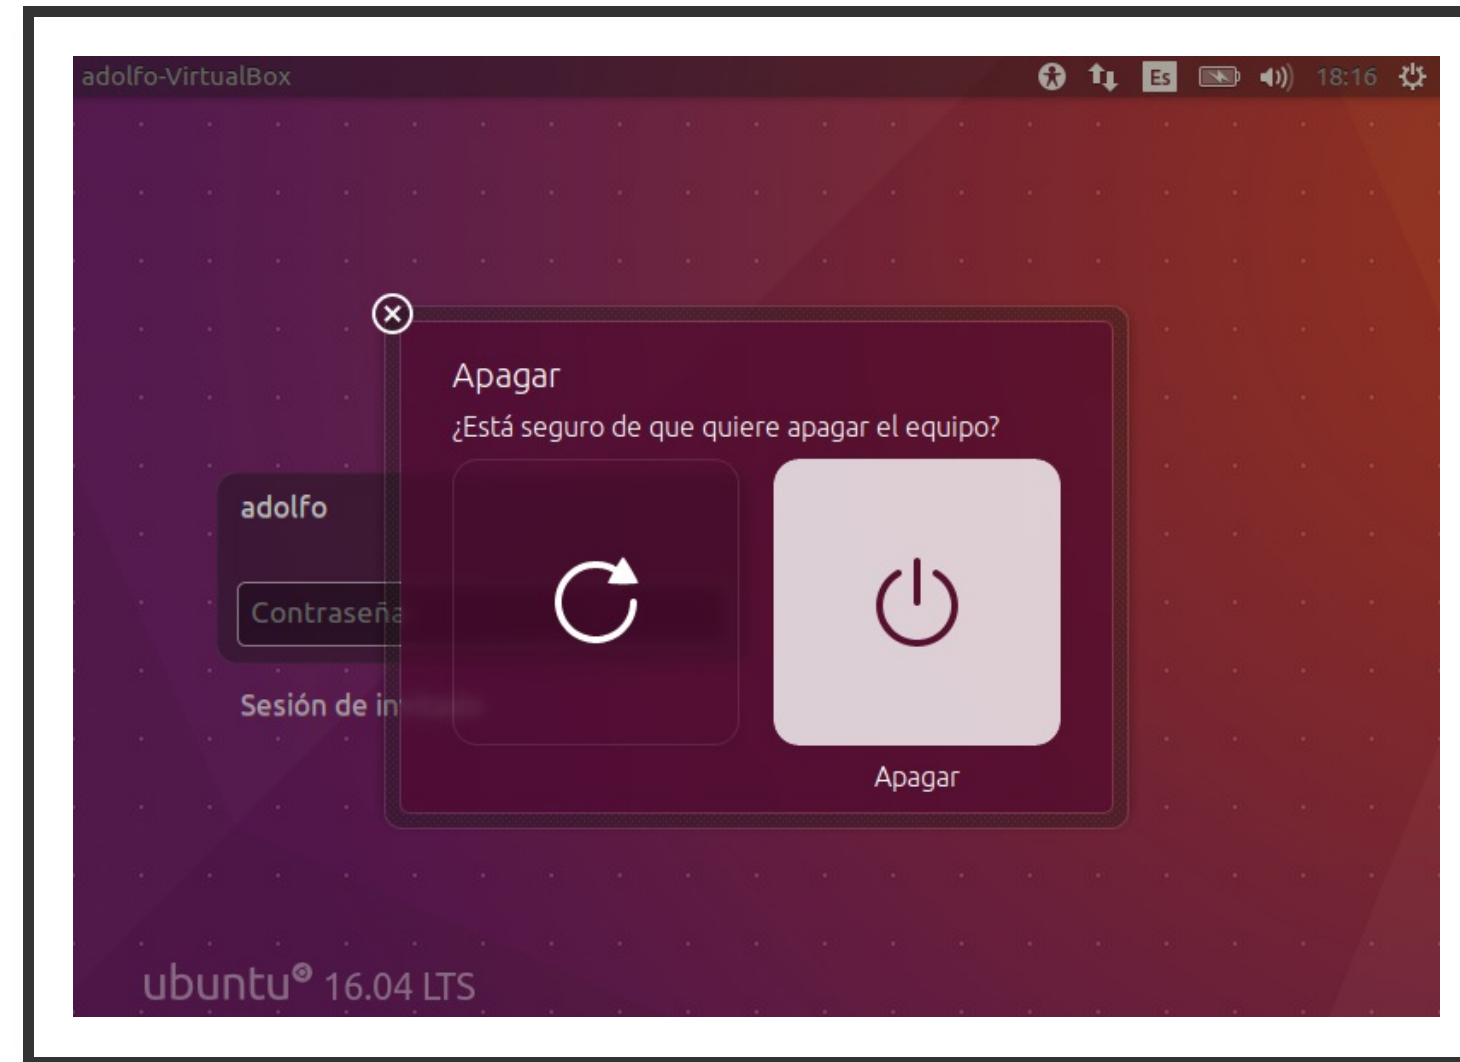 adolfo-VirtualBox
Es
18:16
Apagar
¿Está seguro de que quiere apagar el equipo?
adolfo
Contraseña
Sesión de
Apagar
ubuntu® 16.04 LTS